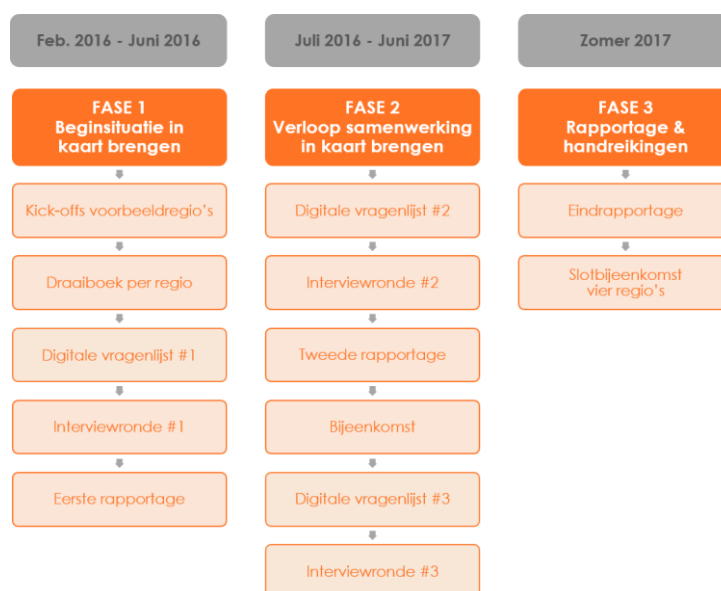 Feb. 2016 - Juni 2016
FASE 1
Beginsituatie in
kaart brengen
Kick-offs voorbeeldregio's
Draaiboek per regio
Digitale vragenlijst #1
Interviewronde #1
Eerste rapportage
Juli 2016 - Juni 2017
FASE 2
Verloop samenwerking
in kaart brengen
Digitale vragenlijst #2
Interviewronde #2
Tweede rapportage
Bijeenkomst
Digitale vragenlijst #3
Interviewronde #3
Zomer 2017
FASE 3
Rapportage &
handreikingen
Eindrapportage
Slotbijeenkomst
vier regio's